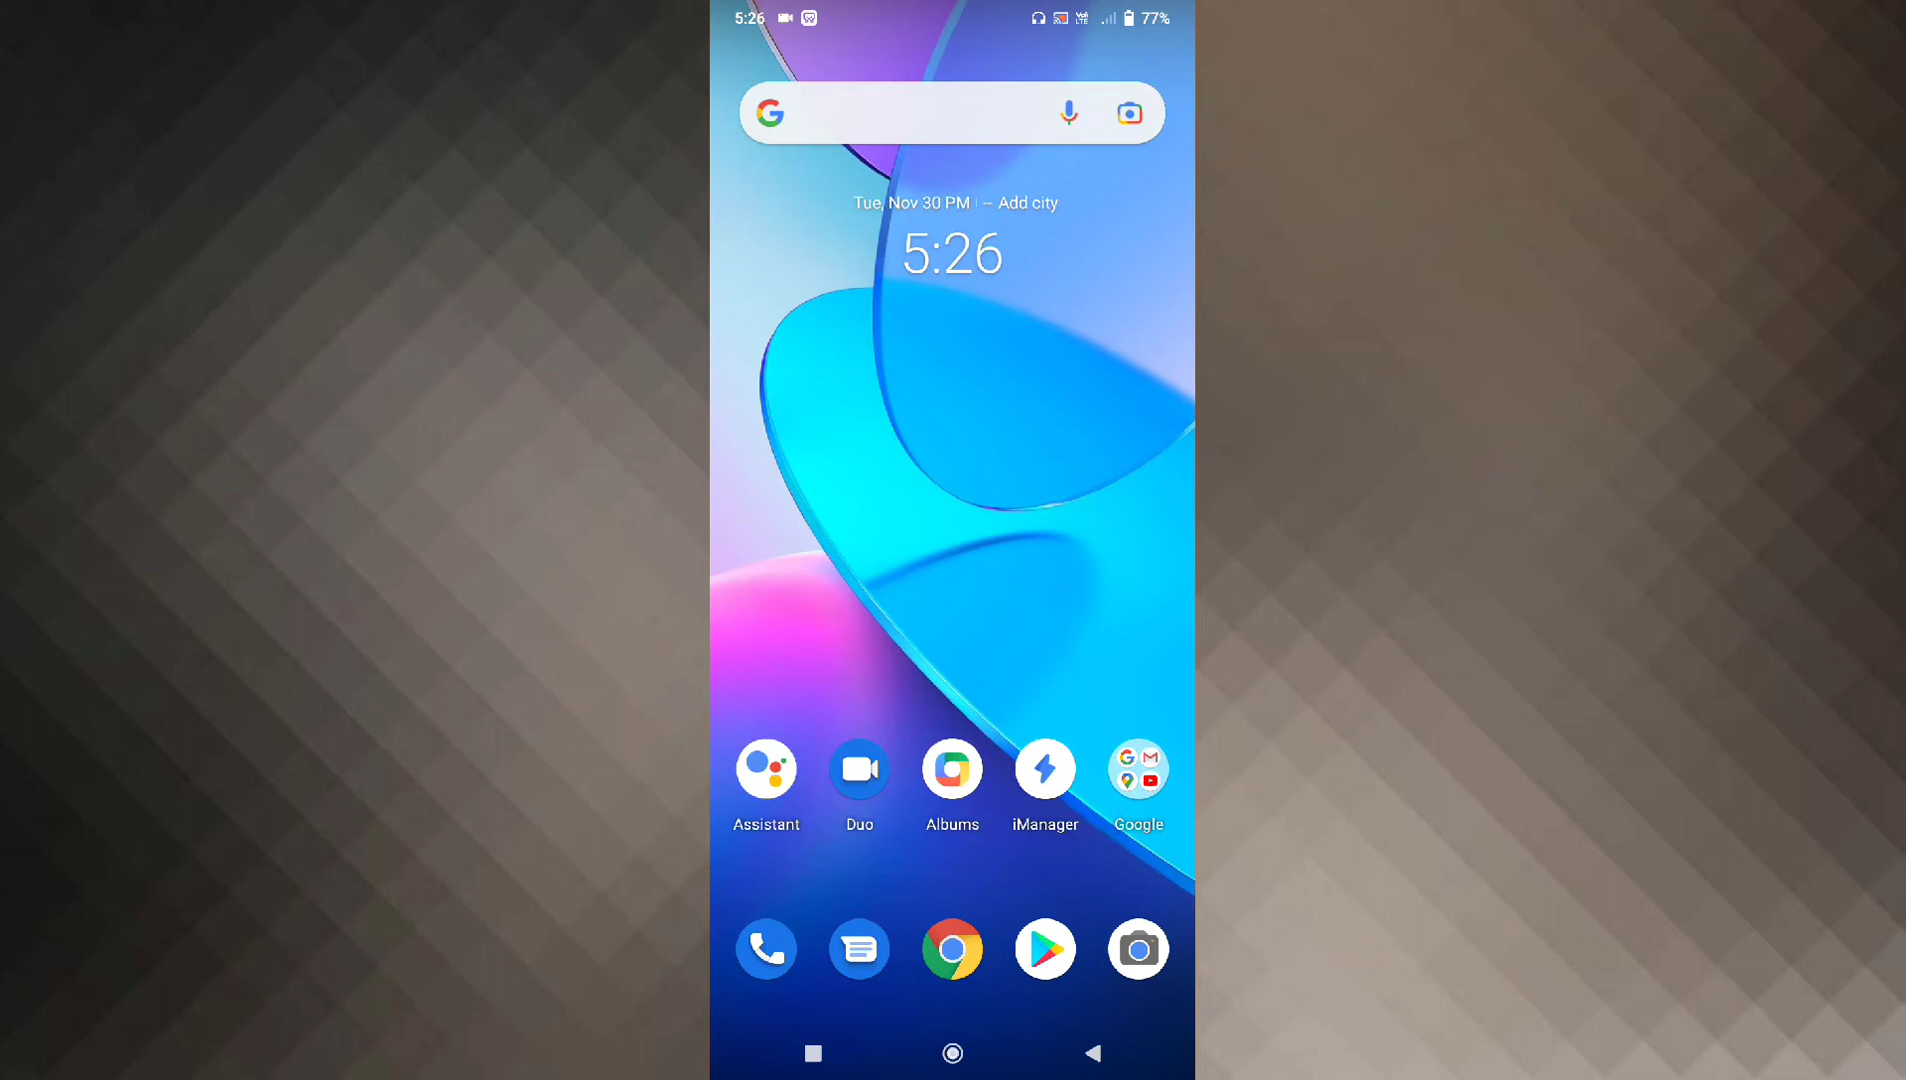 5:26 77%
Tue, Nov 30 PM | -- Add city
5:26
Assistant Duo Albums iManager Google